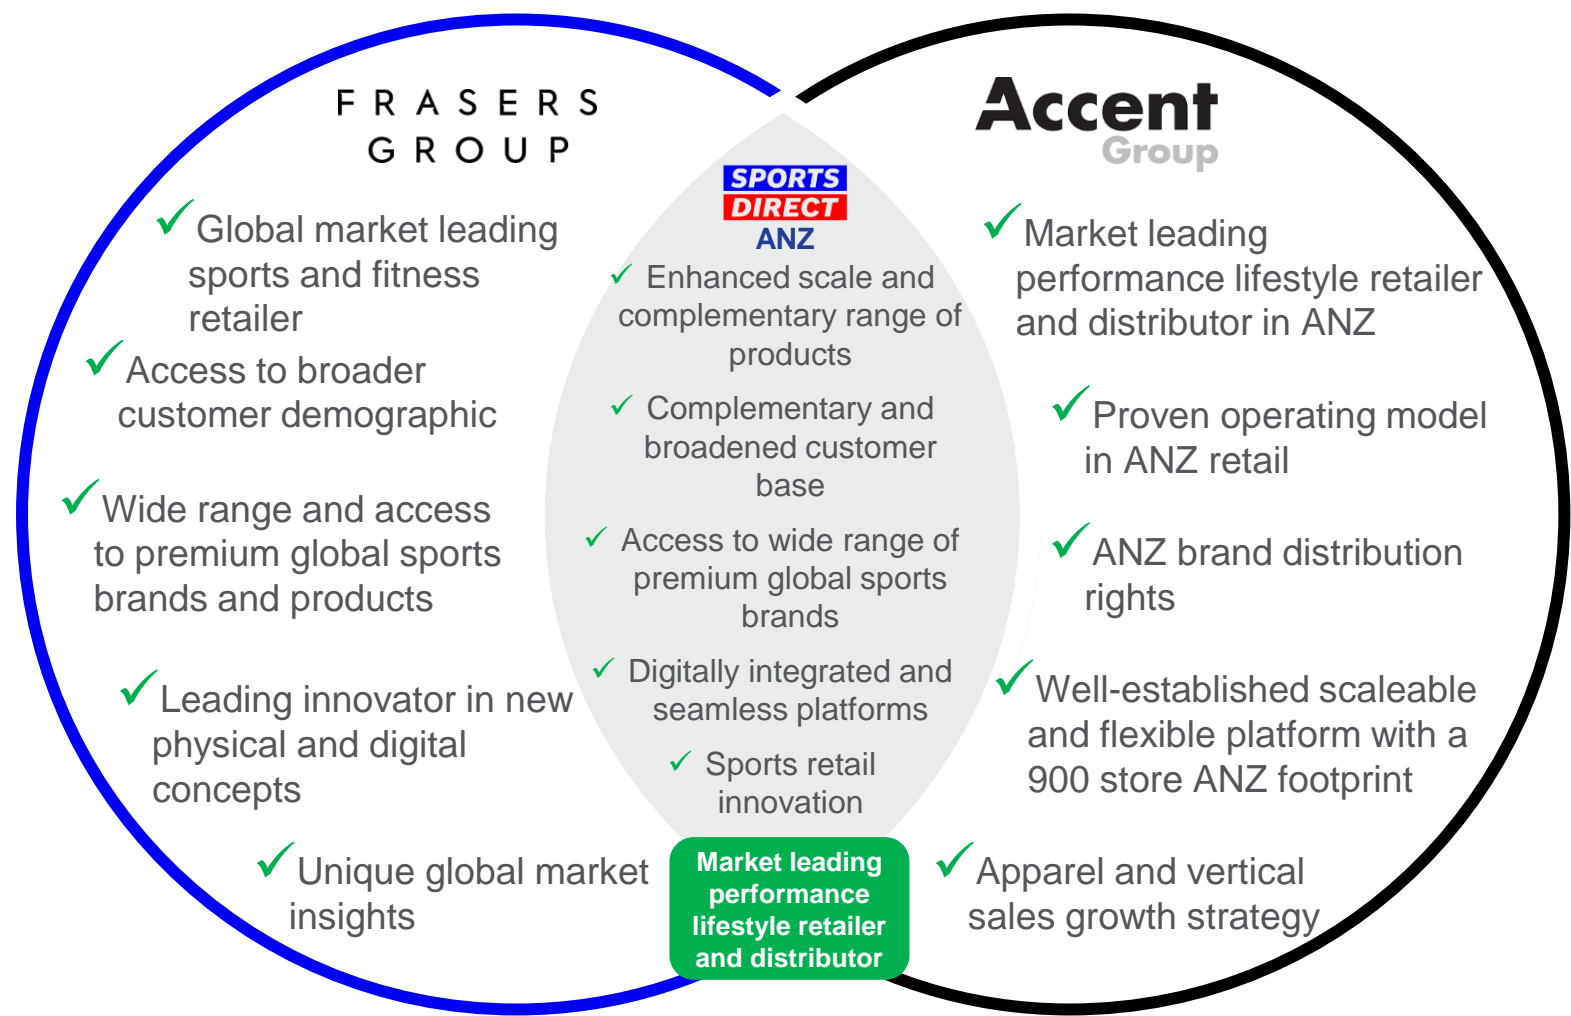 FRASERS
GROUP
Global market leading
sports and fitness
retailer
Access to broader
customer demographic
Wide range and access
to premium global sports
brands and products
Leading innovator in new
physical and digital
concepts
Unique global market
insights
SPORTS
DIRECT
ANZ
Enhanced scale and
complementary range of
products
Complementary and
broadened customer
base
Access to wide range of
premium global sports
brands
Digitally integrated and
seamless platforms
Sports retail
innovation
Market leading
performance
lifestyle retailer
and distributor
Accent
Group
Market leading
performance lifestyle retailer
and distributor in ANZ
Proven operating model
in ANZ retail
ANZ brand distribution
rights
Well-established scaleable
and flexible platform with a
900 store ANZ footprint
Apparel and vertical
sales growth strategy